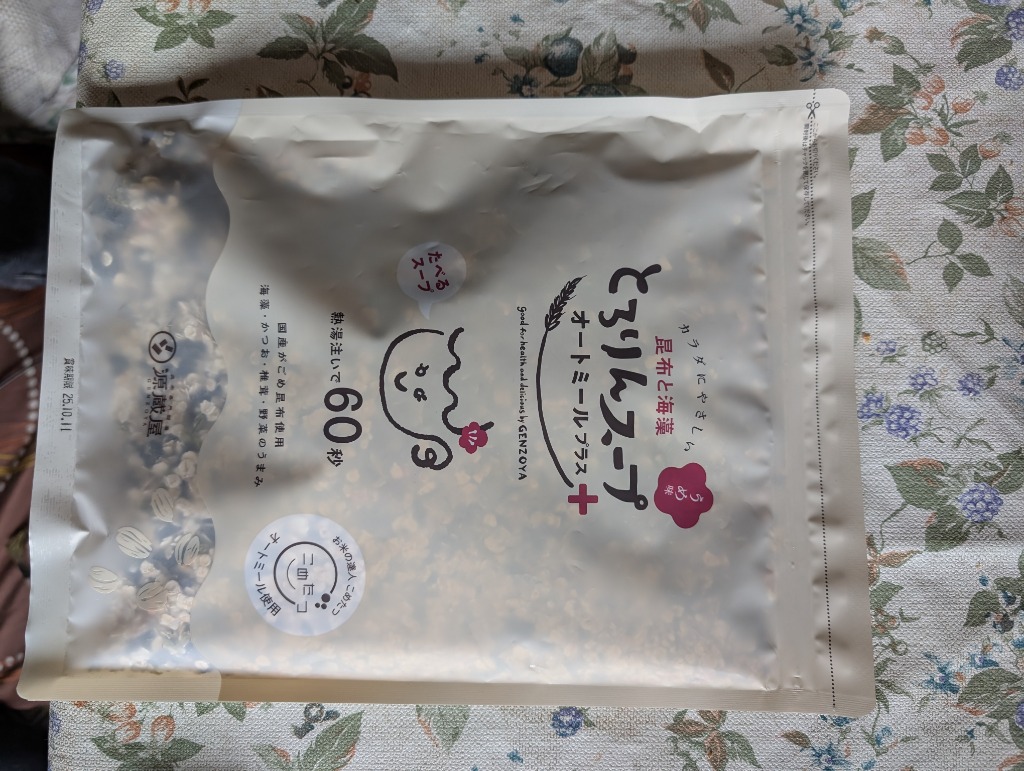 カラダにやさしい
昆布と海藻
うめ味
とろりんスープ
オートミールプラス+
Good for health and delicious by GENZOYA
たべる
スープ
熱湯注いで60秒
国産がごめ昆布使用
海藻・かつお・椎茸・野菜のうまみ
お米の達人こめたつ
こめたつ
オートミール使用
源蔵屋
賞味期限 25.10.11